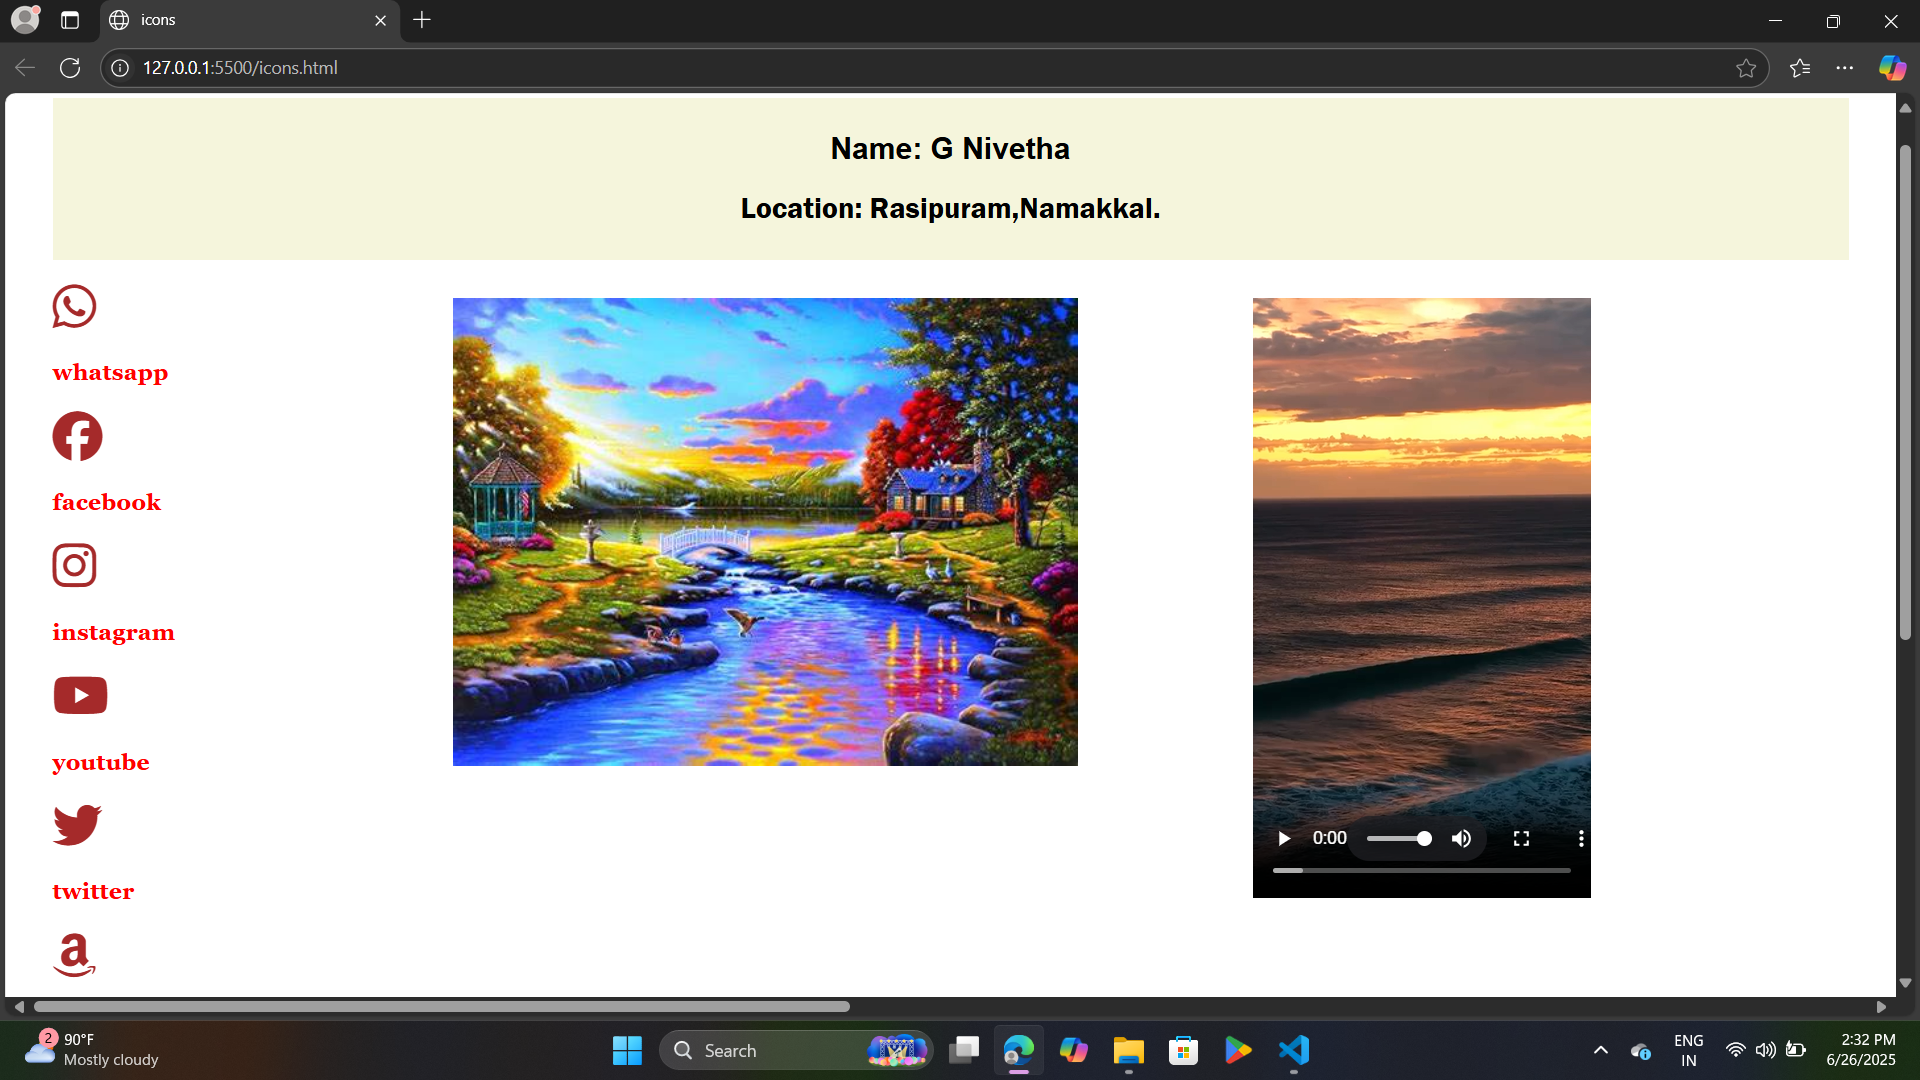 icons
127.0.0.1:5500/icons.html
Name: G Nivetha
Location: Rasipuram,Namakkal.
whatsapp
facebook
instagram
youtube
twitter
0:00
2
90°F
Mostly cloudy
Search
ENG
IN
2:32 PM
6/26/2025